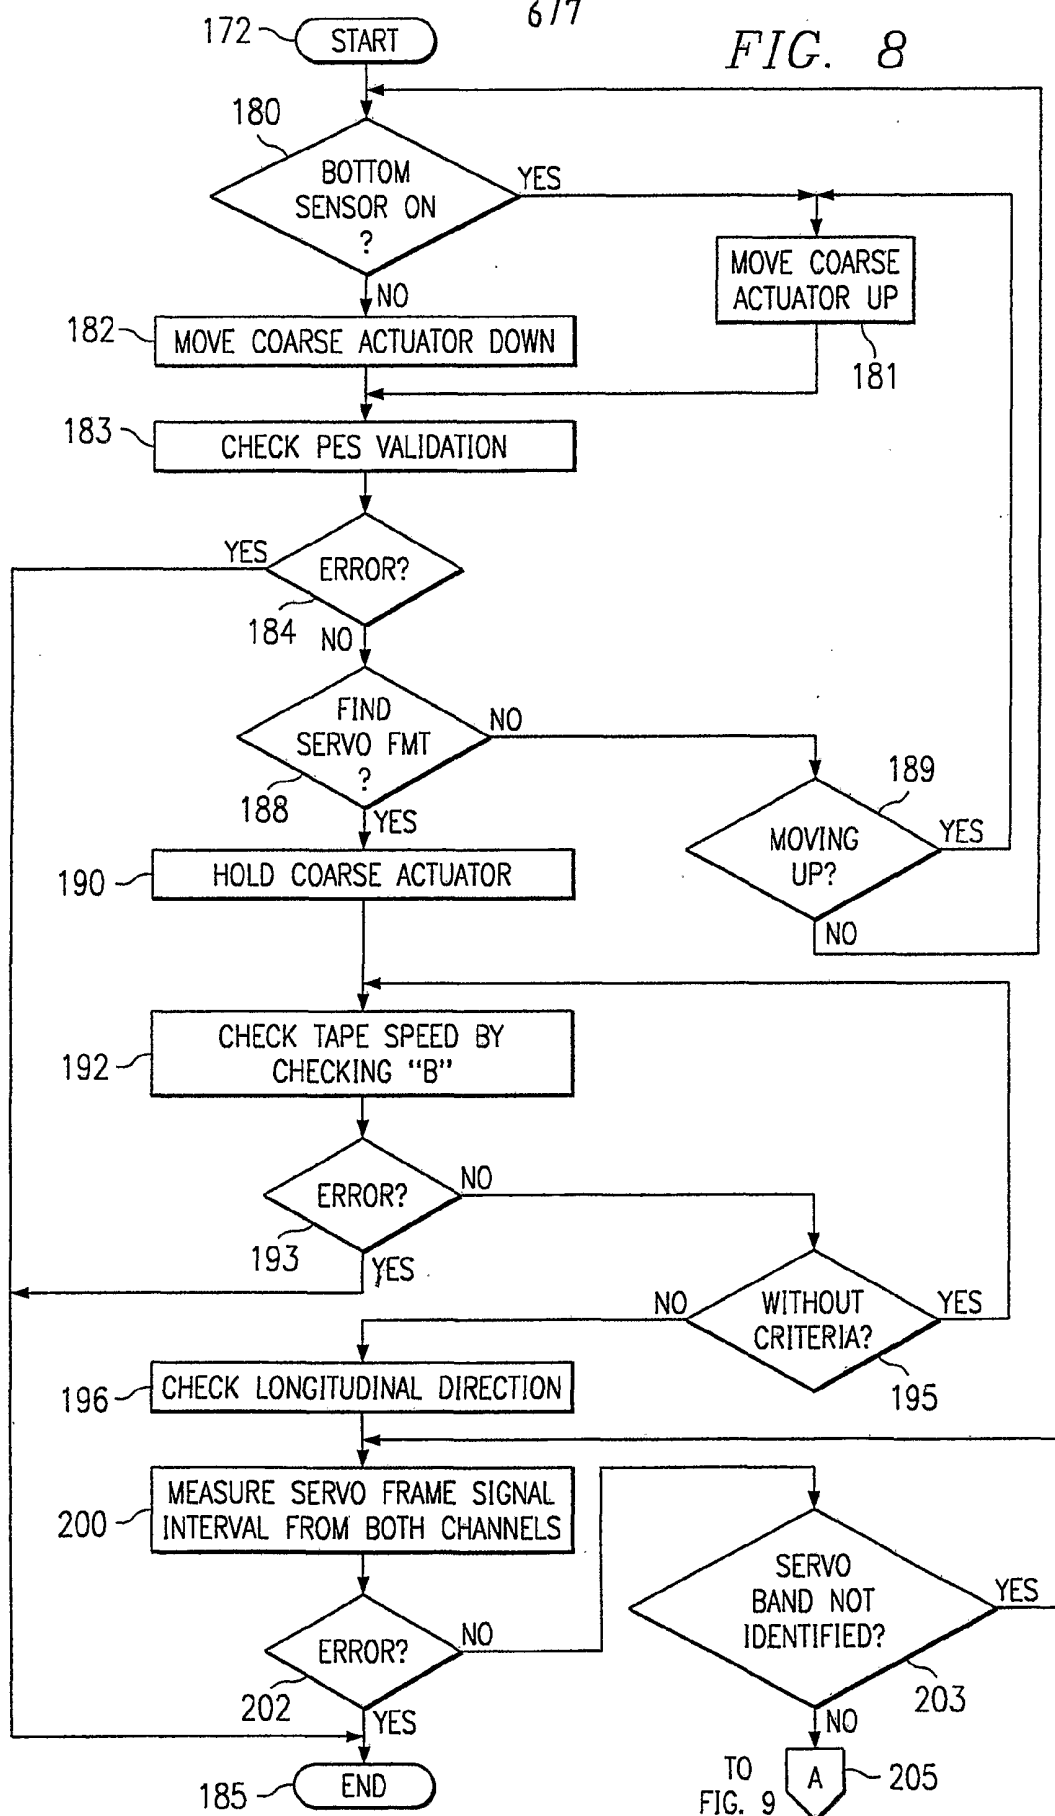 6/7
FIG. 8
172
START
180
BOTTOM
SENSOR ON
?
YES
NO
MOVE COARSE
ACTUATOR UP
181
182
MOVE COARSE ACTUATOR DOWN
183
CHECK PES VALIDATION
YES
ERROR?
184
NO
FIND
SERVO FMT
?
188
NO
YES
189
MOVING
UP?
YES
NO
190
HOLD COARSE ACTUATOR
192
CHECK TAPE SPEED BY
CHECKING "B"
ERROR?
NO
193
YES
NO
WITHOUT
CRITERIA?
YES
195
196
CHECK LONGITUDINAL DIRECTION
200
MEASURE SERVO FRAME SIGNAL
INTERVAL FROM BOTH CHANNELS
SERVO
BAND NOT
IDENTIFIED?
YES
203
NO
ERROR?
NO
202
YES
185
END
TO
FIG. 9
A
205